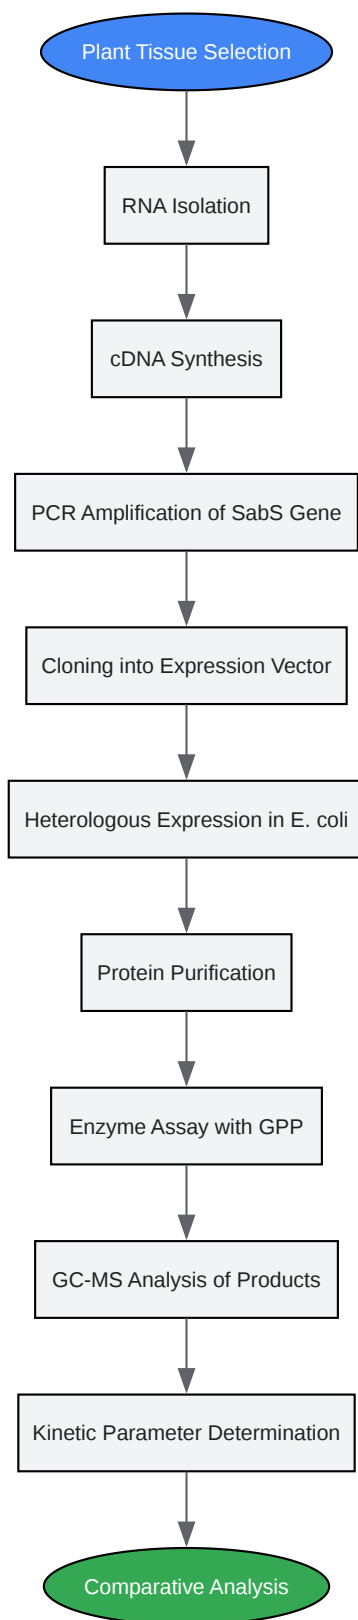 Plant Tissue Selection
RNA Isolation
cDNA Synthesis
PCR Amplification of SabS Gene
Cloning into Expression Vector
Heterologous Expression in E. coli
Protein Purification
Enzyme Assay with GPP
GC-MS Analysis of Products
Kinetic Parameter Determination
Comparative Analysis